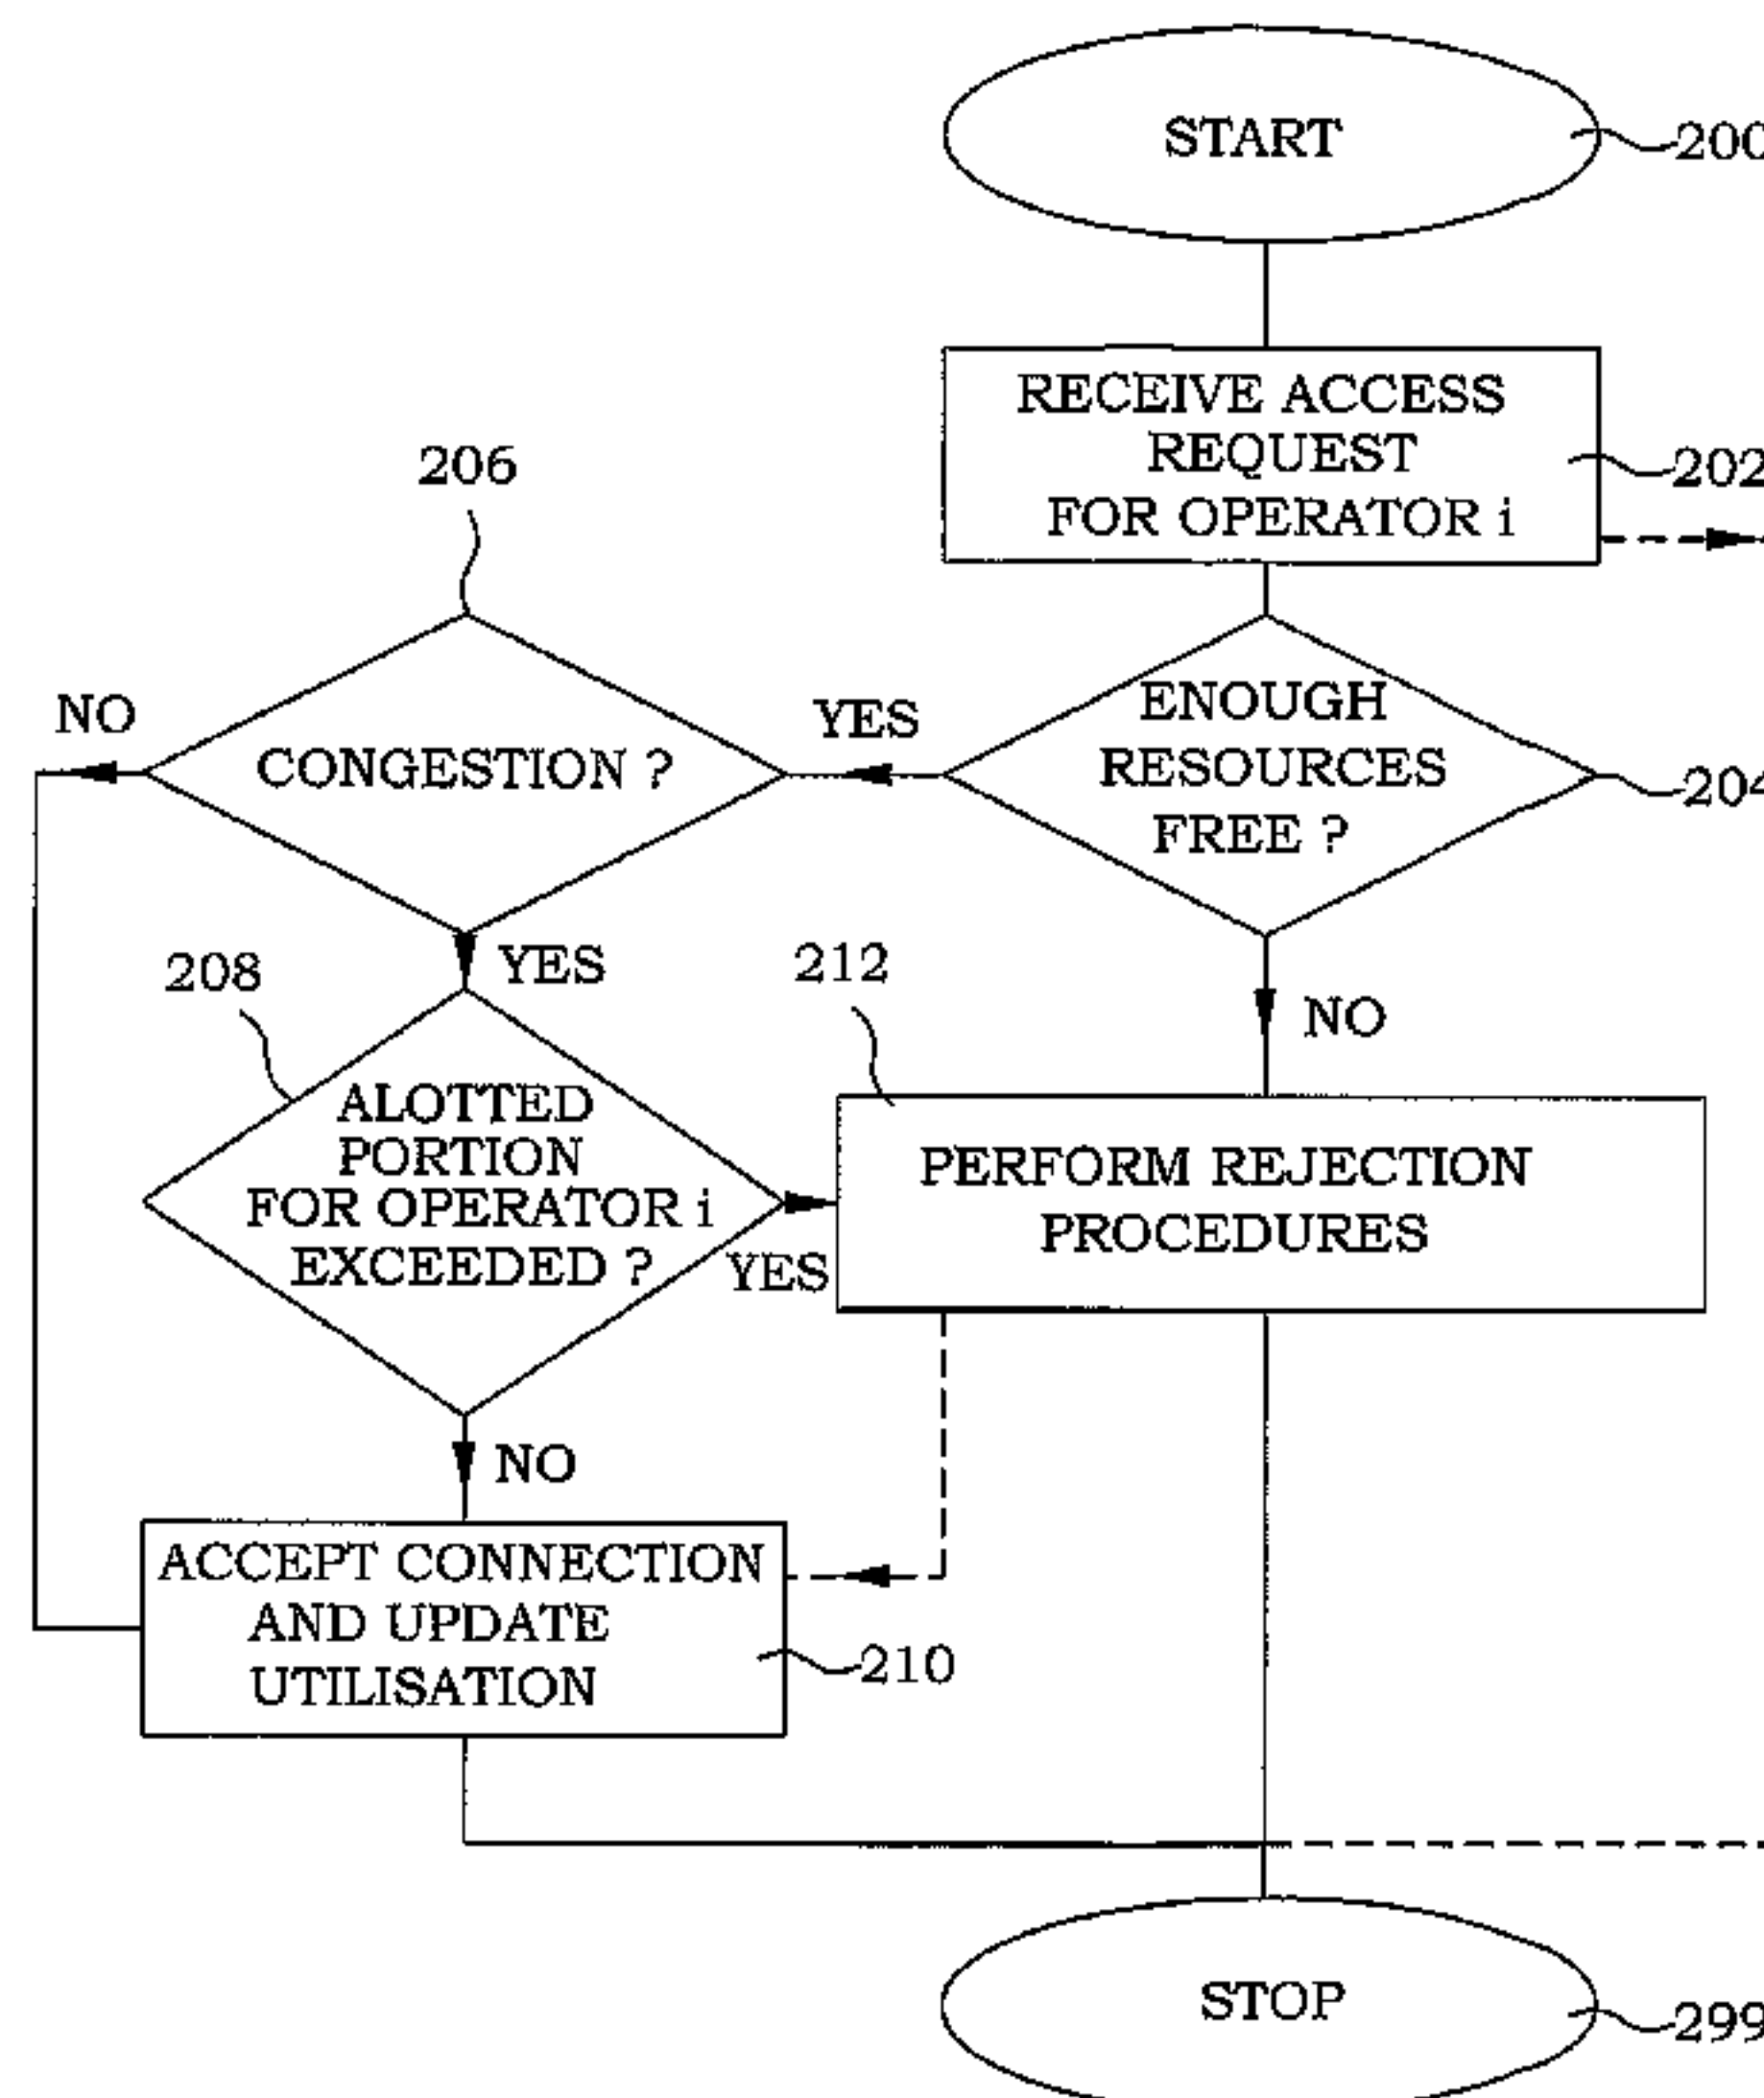 START
200
RECEIVE ACCESS
REQUEST
FOR OPERATOR i
202
206
NO
CONGESTION ?
YES
ENOUGH
RESOURCES
FREE ?
204
208
YES
212
NO
ALOTTED
PORTION
FOR OPERATOR i
EXCEEDED ?
YES
PERFORM REJECTION
PROCEDURES
NO
ACCEPT CONNECTION
AND UPDATE
UTILISATION
210
STOP
299